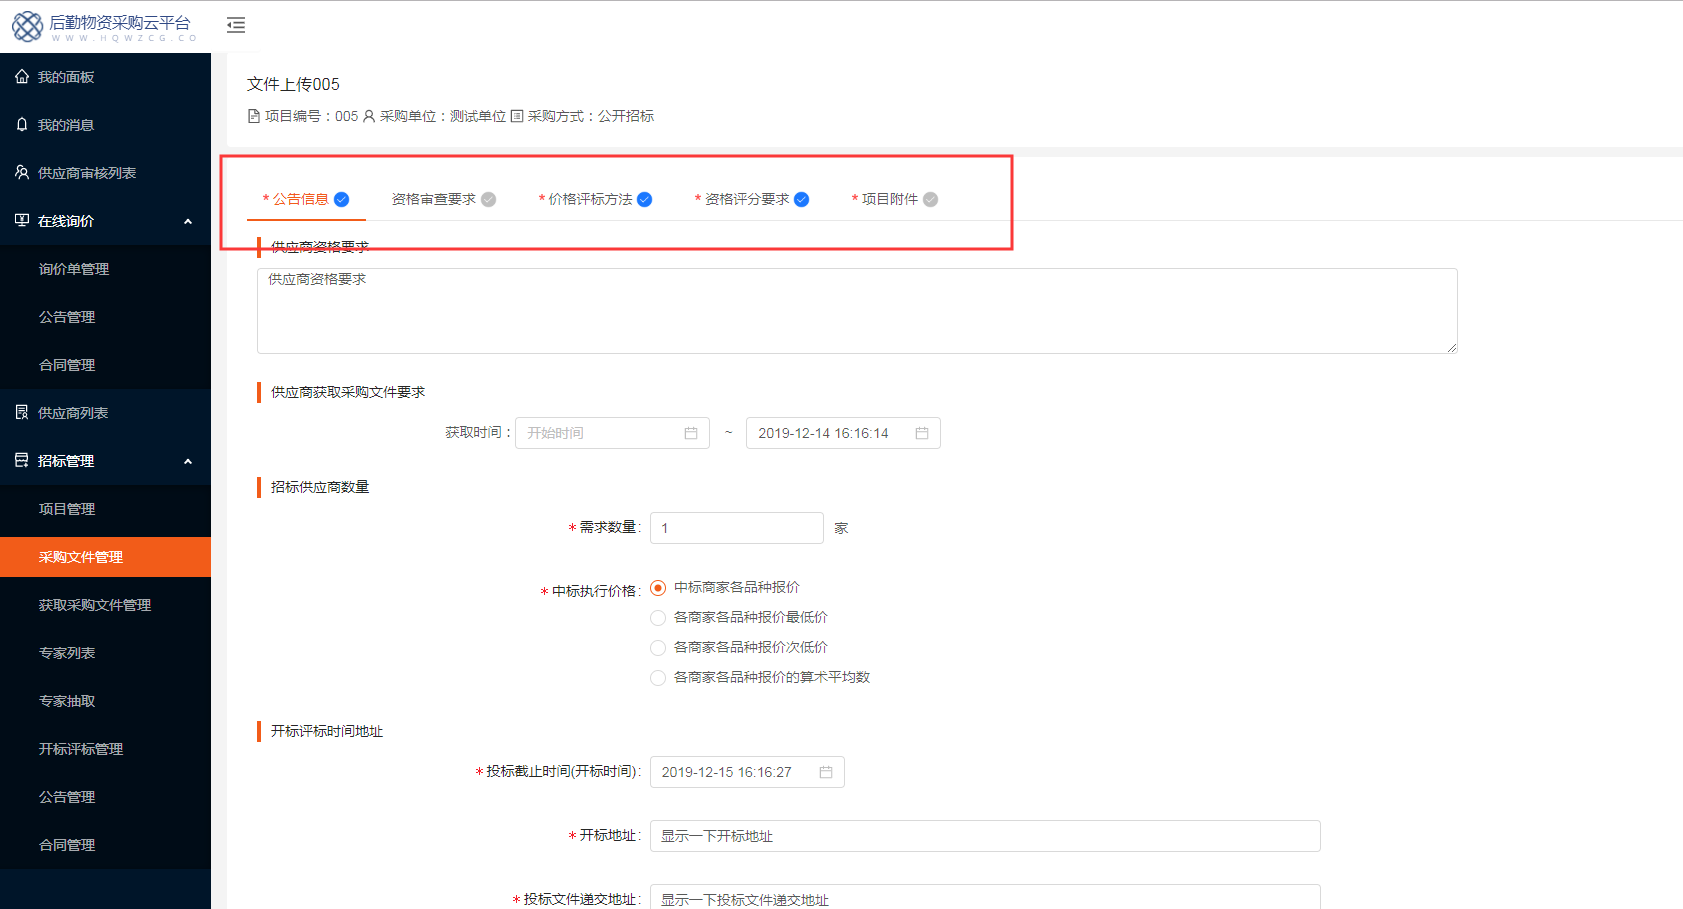 后勤物资采购云平台
WWW.HQWZCG.CO
我的面板
我的消息
供应商审核列表
在线询价
询价单管理
公告管理
合同管理
供应商列表
招标管理
项目管理
采购文件管理
获取采购文件管理
专家列表
专家抽取
开标评标管理
公告管理
合同管理
文件上传005
项目编号：005 采购单位：测试单位 采购方式：公开招标
* 公告信息 资格审查要求 * 价格评标方法 * 资格评分要求 * 项目附件
供应商资格要求
供应商资格要求
供应商获取采购文件要求
获取时间： 开始时间 ~ 2019-12-14 16:16:14
招标供应商数量
* 需求数量: 1 家
* 中标执行价格: 中标商家各品种报价
各商家各品种报价最低价
各商家各品种报价次低价
各商家各品种报价的算术平均数
开标评标时间地址
* 投标截止时间(开标时间): 2019-12-15 16:16:27
* 开标地址: 显示一下开标地址
* 投标文件递交地址: 显示一下投标文件递交地址